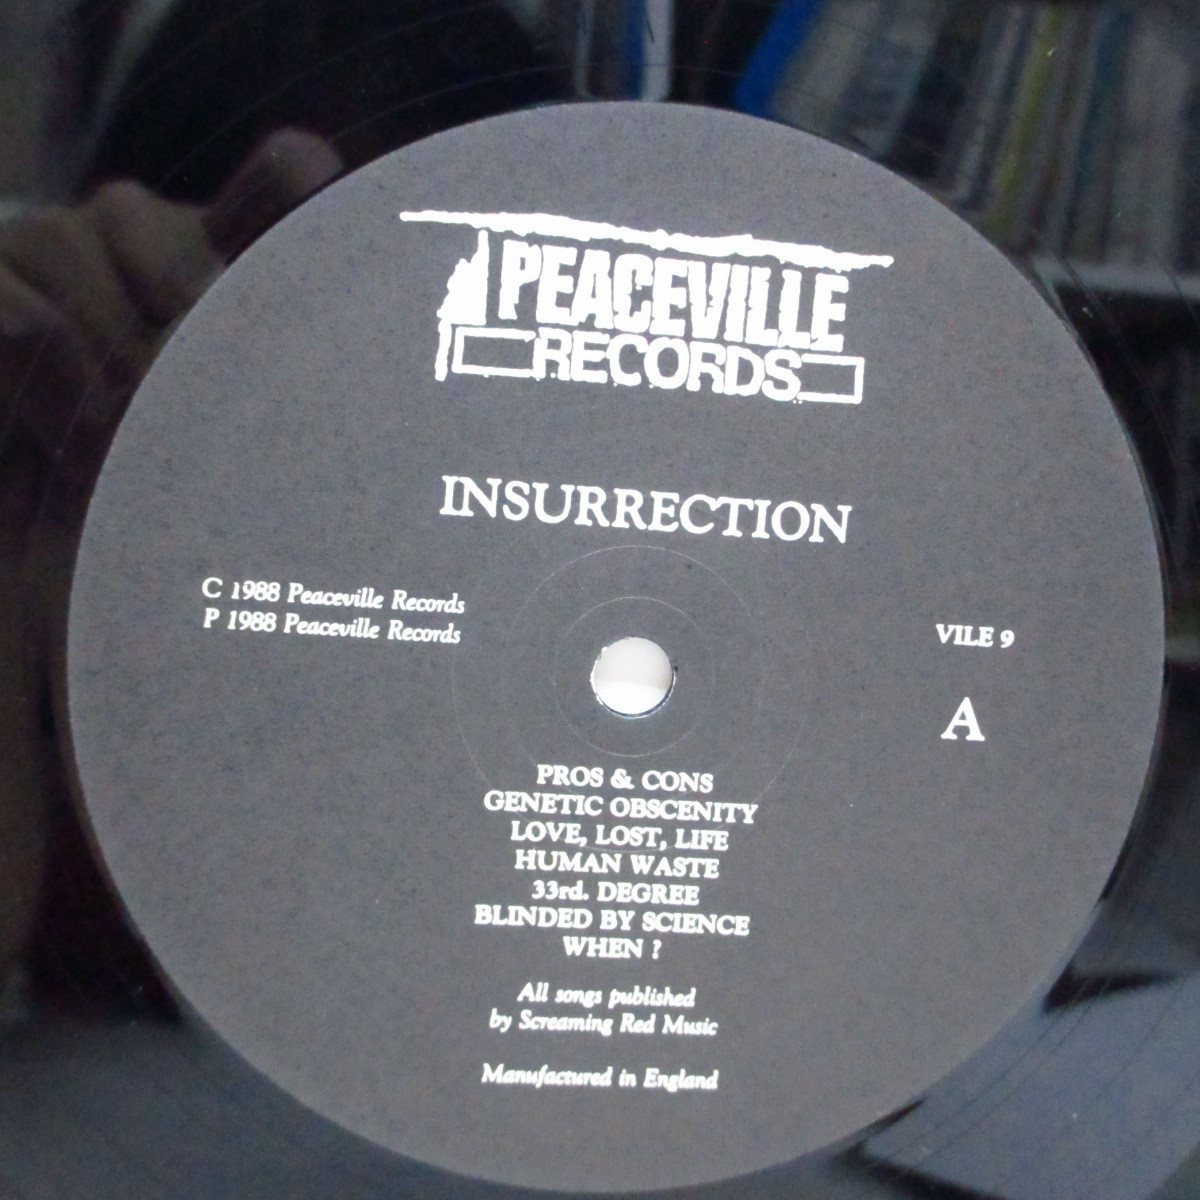 PEACEVILLE
RECORDS
INSURRECTION
C 1988 Peaceville Records
P 1988 Peaceville Records
VILE 9
A
PROS & CONS
GENETIC OBSCENITY
LOVE, LOST, LIFE
HUMAN WASTE
33rd. DEGREE
BLINDED BY SCIENCE
WHEN ?
All songs published
by Screaming Red Music
Manufactured in England